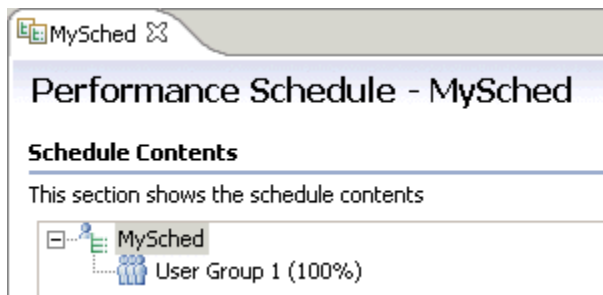 MySched
Performance Schedule - MySched
Schedule Contents
This section shows the schedule contents
MySched
User Group 1 (100%)